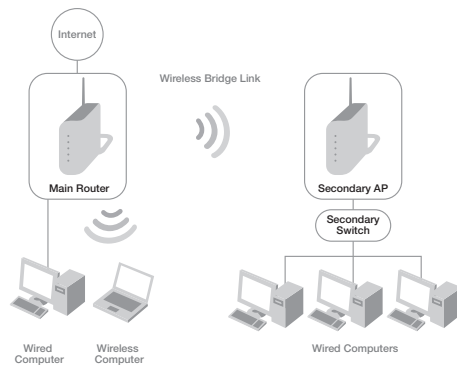 Internet
Wireless Bridge Link
Main Router
Secondary AP
Secondary
Switch
Wired
Computer
Wireless
Computer
Wired Computers